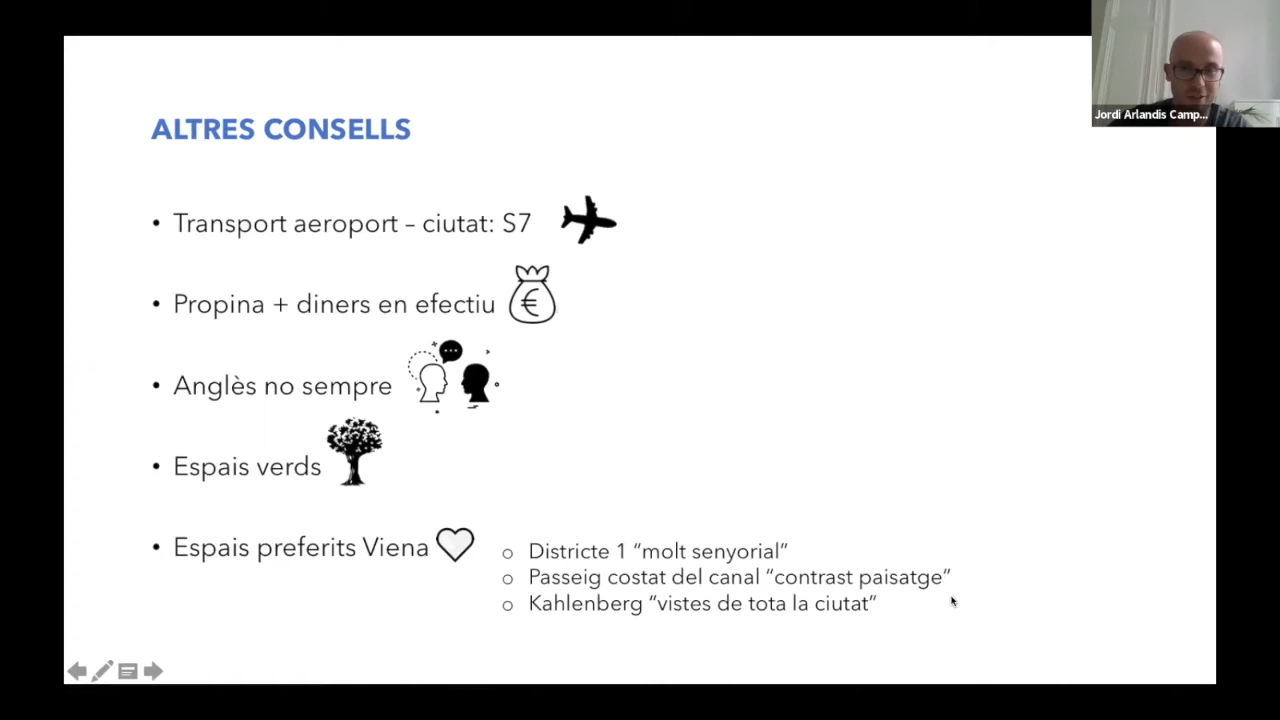 Jordi Arlandis Camp...
ALTRES CONSELLS
• Transport aeroport – ciutat: S7
• Propina + diners en efectiu
€
• Anglès no sempre
• Espais verds
• Espais preferits Viena
o Districte 1 “molt senyorial”
o Passeig costat del canal “contrast paisatge”
o Kahlenberg “vistes de tota la ciutat”